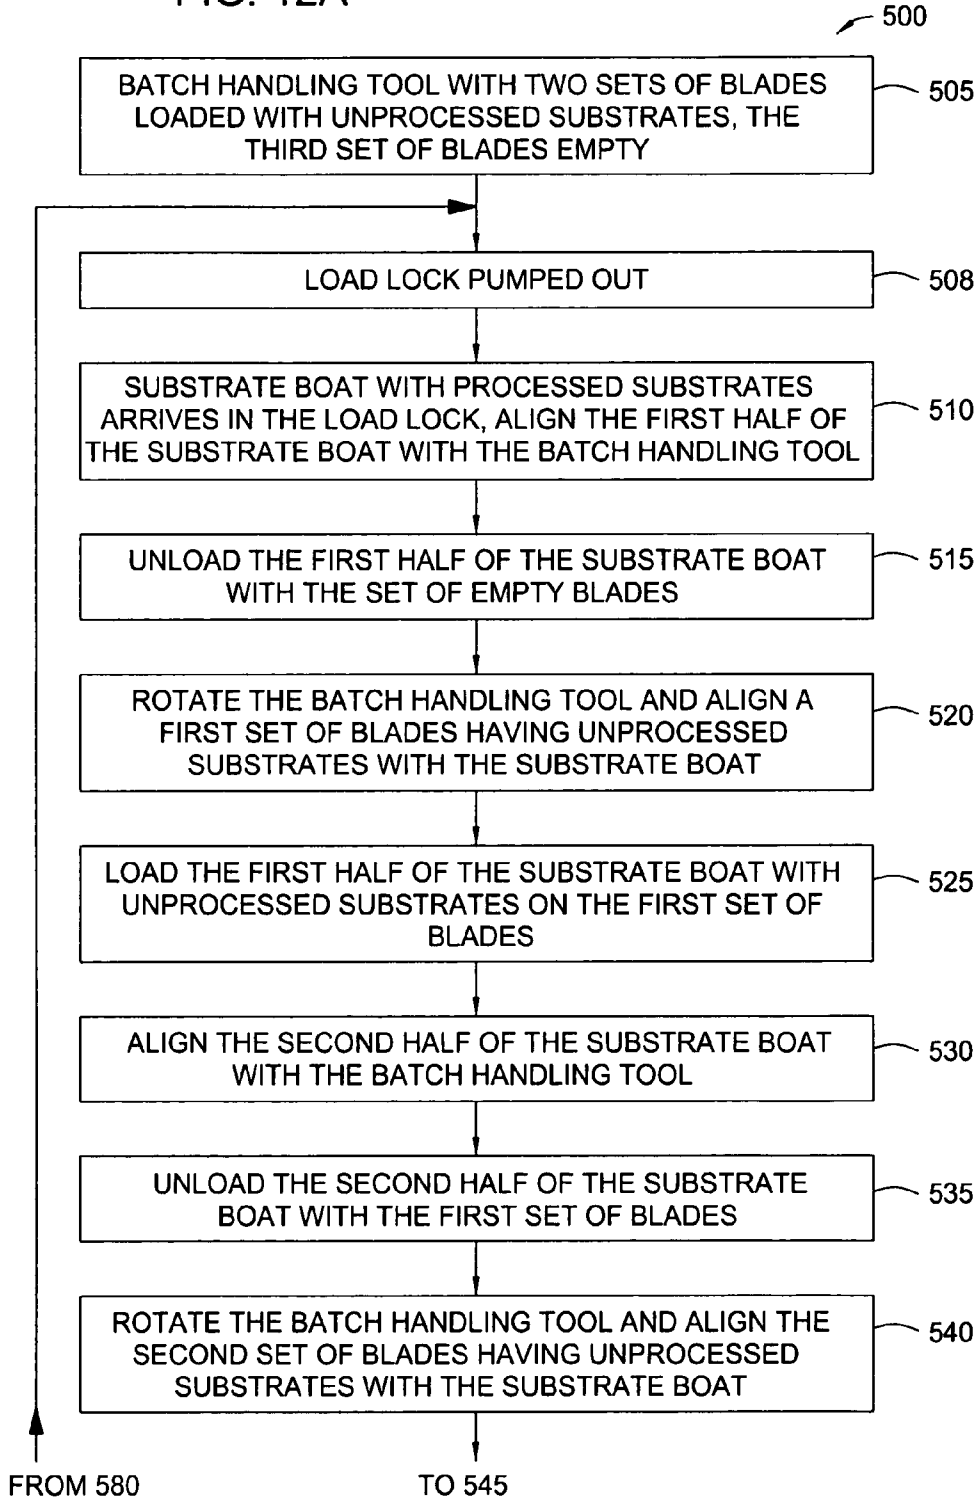 FIG. 12A
500
BATCH HANDLING TOOL WITH TWO SETS OF BLADES
LOADED WITH UNPROCESSED SUBSTRATES, THE
THIRD SET OF BLADES EMPTY
505
LOAD LOCK PUMPED OUT
508
SUBSTRATE BOAT WITH PROCESSED SUBSTRATES
ARRIVES IN THE LOAD LOCK, ALIGN THE FIRST HALF OF
THE SUBSTRATE BOAT WITH THE BATCH HANDLING TOOL
510
UNLOAD THE FIRST HALF OF THE SUBSTRATE BOAT
WITH THE SET OF EMPTY BLADES
515
ROTATE THE BATCH HANDLING TOOL AND ALIGN A
FIRST SET OF BLADES HAVING UNPROCESSED
SUBSTRATES WITH THE SUBSTRATE BOAT
520
LOAD THE FIRST HALF OF THE SUBSTRATE BOAT WITH
UNPROCESSED SUBSTRATES ON THE FIRST SET OF
BLADES
525
ALIGN THE SECOND HALF OF THE SUBSTRATE BOAT
WITH THE BATCH HANDLING TOOL
530
UNLOAD THE SECOND HALF OF THE SUBSTRATE
BOAT WITH THE FIRST SET OF BLADES
535
ROTATE THE BATCH HANDLING TOOL AND ALIGN THE
SECOND SET OF BLADES HAVING UNPROCESSED
SUBSTRATES WITH THE SUBSTRATE BOAT
540
FROM 580
TO 545